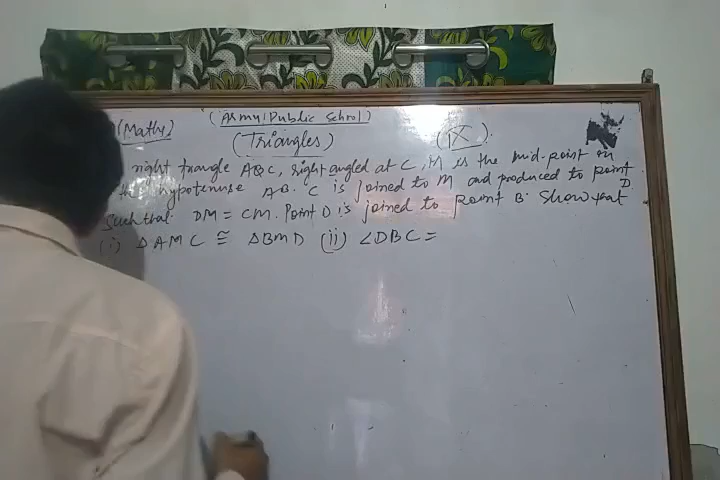 (Army Public School)
(Maths)
(Triangles) (IX).
right triangle ABC, right angled at C, M is the mid-point on
the hypotenuse AB. C is joined to M and produced to point D.
Such that DM = CM. Point D is joined to point B. Show that
(i) ΔAMC ≅ ΔBMD (ii) ∠DBC =